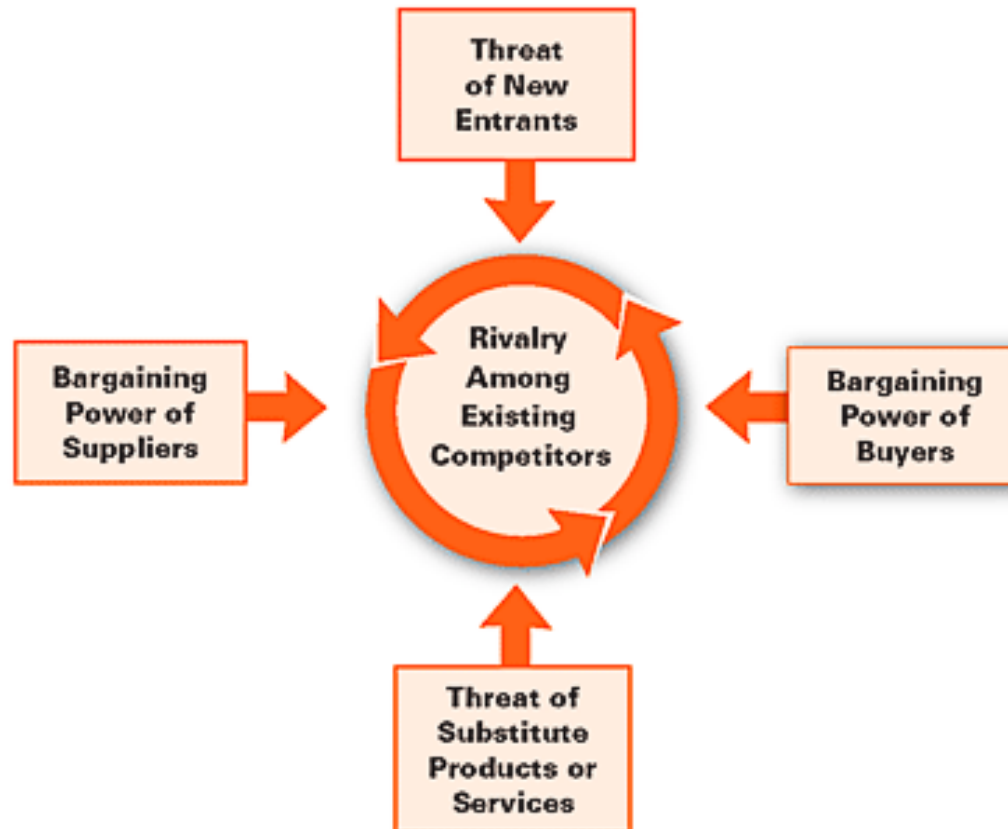 Threat
of New
Entrants
Rivalry
Among
Existing
Competitors
Bargaining
Power of
Suppliers
Bargaining
Power of
Buyers
Threat of
Substitute
Products or
Services